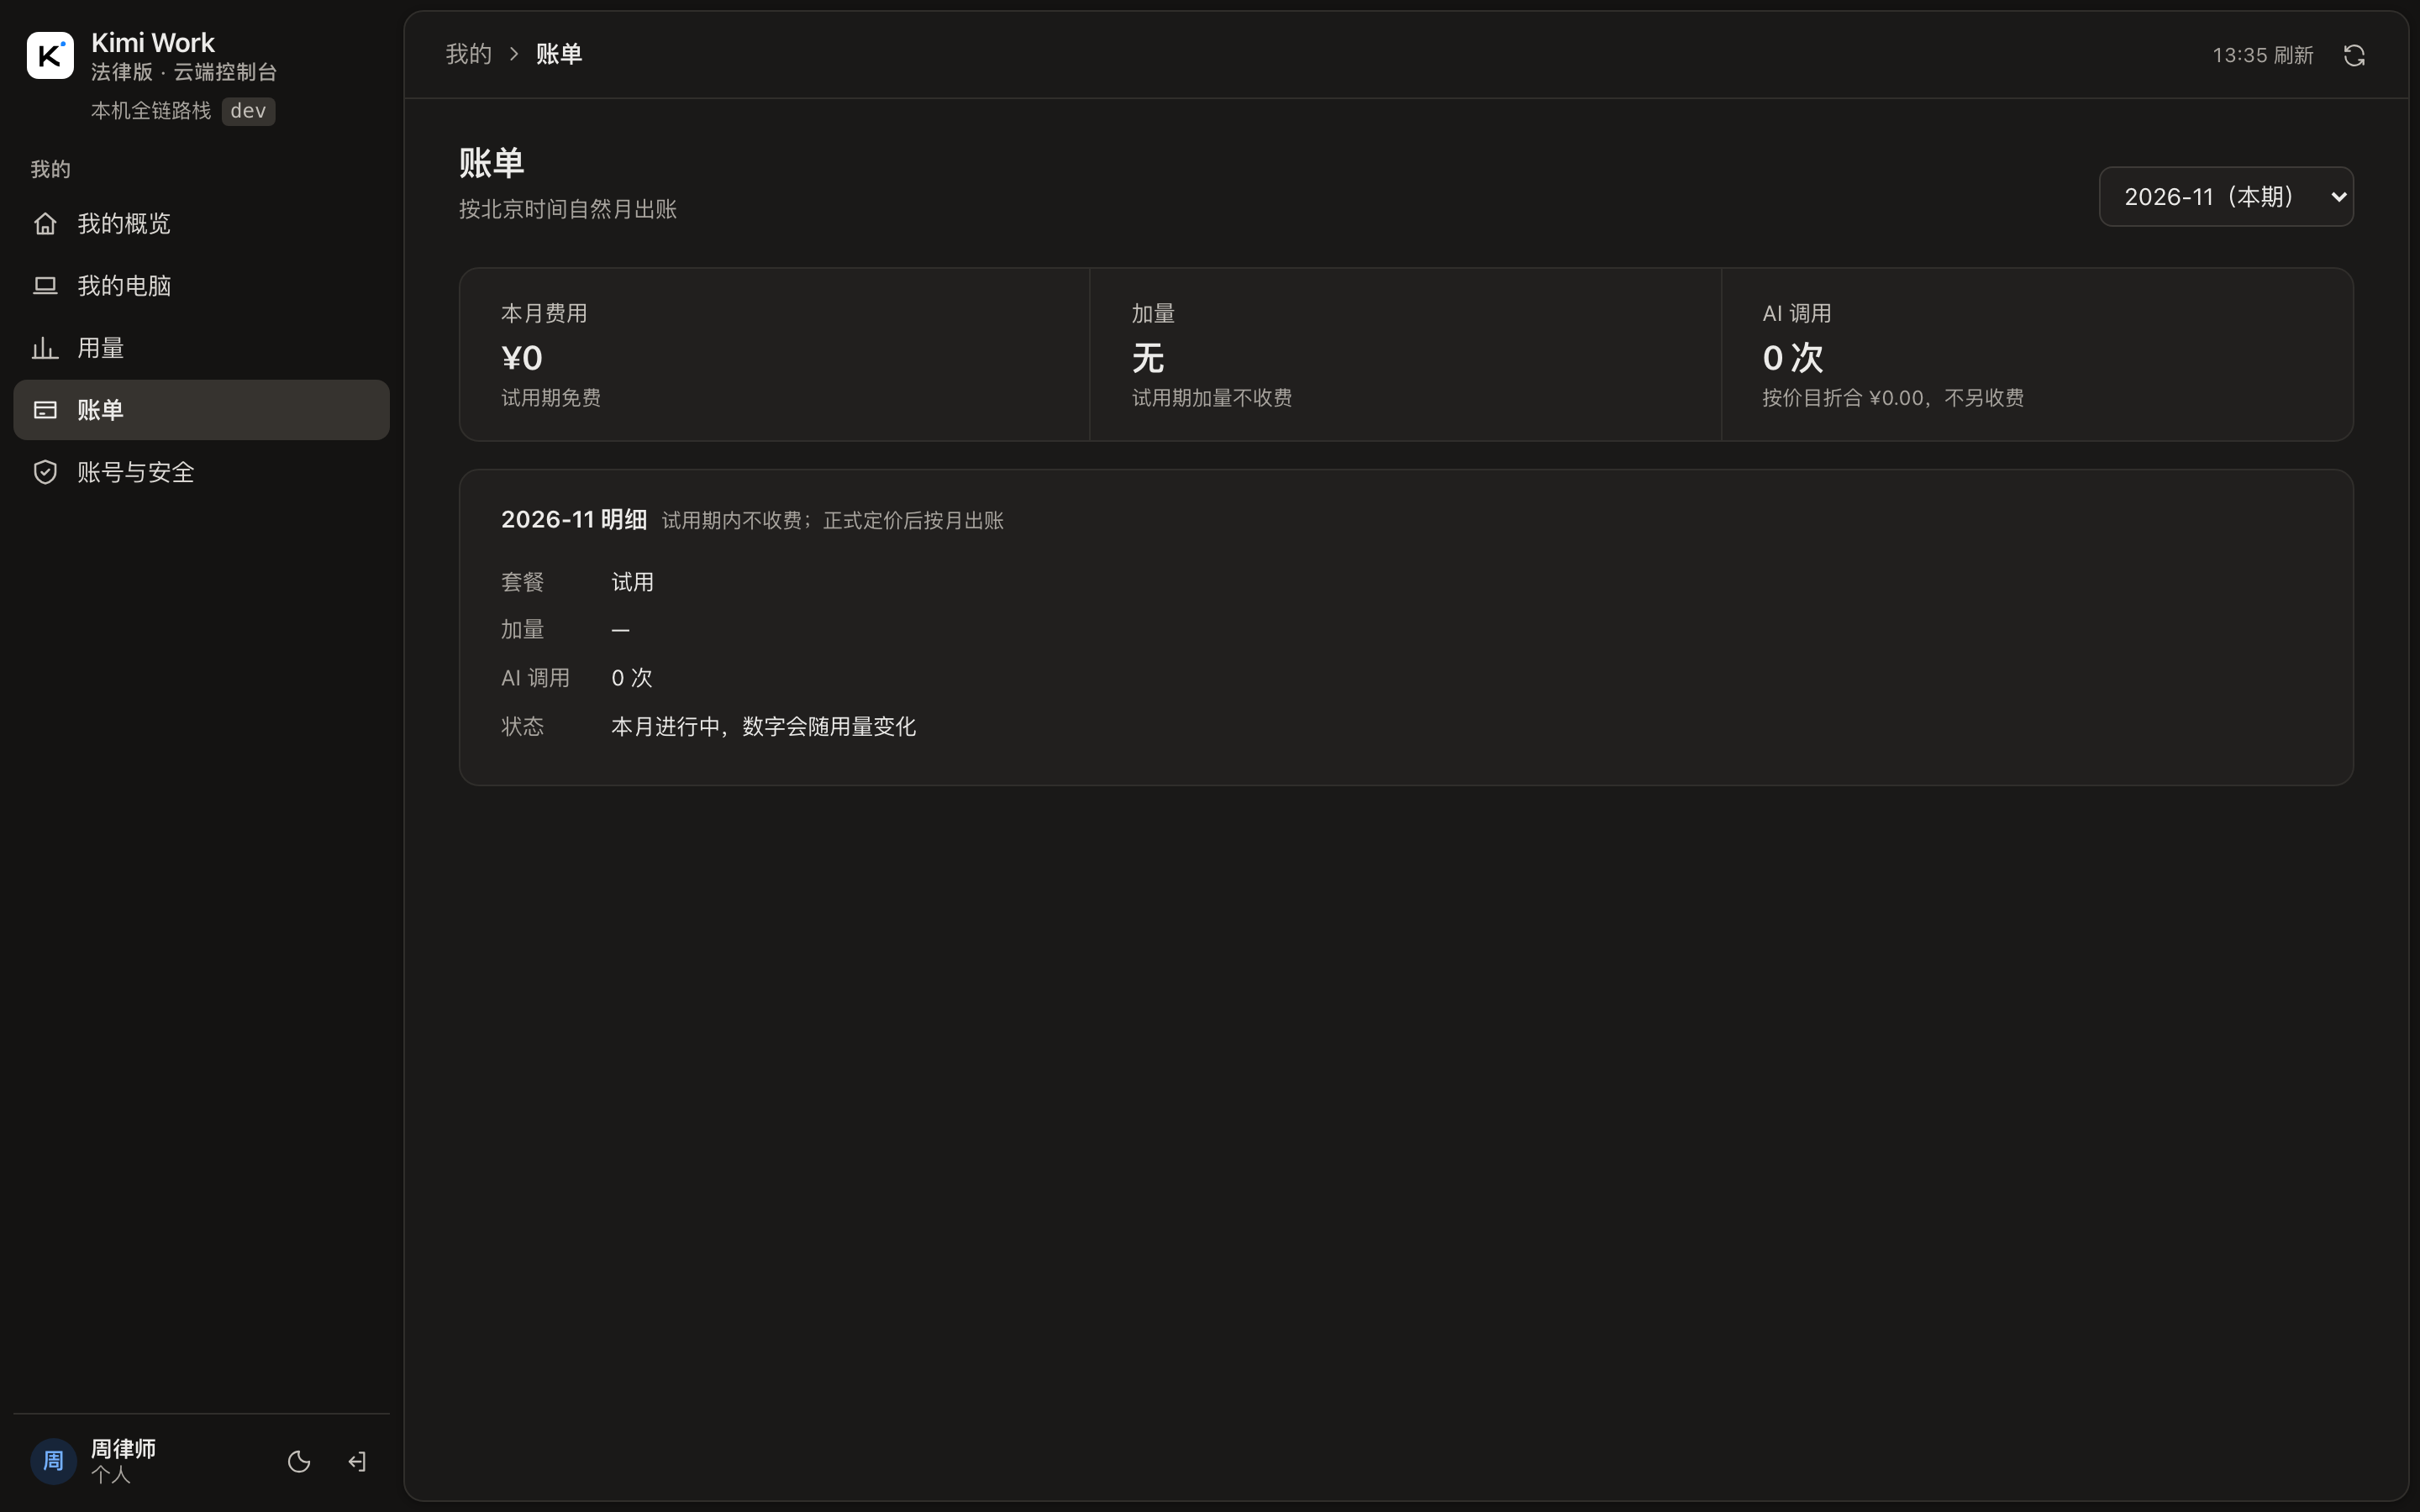 Kimi Work
法律版 · 云端控制台
本机全链路栈 dev
我的
我的概览
我的电脑
用量
账单
账号与安全
周
周律师
个人
我的 > 账单
13:35 刷新
账单
按北京时间自然月出账
2026-11（本期）
本月费用
¥0
试用期免费
加量
无
试用期加量不收费
AI 调用
0 次
按价目折合 ¥0.00，不另收费
2026-11 明细 试用期内不收费；正式定价后按月出账
套餐 试用
加量 —
AI 调用 0 次
状态 本月进行中，数字会随用量变化